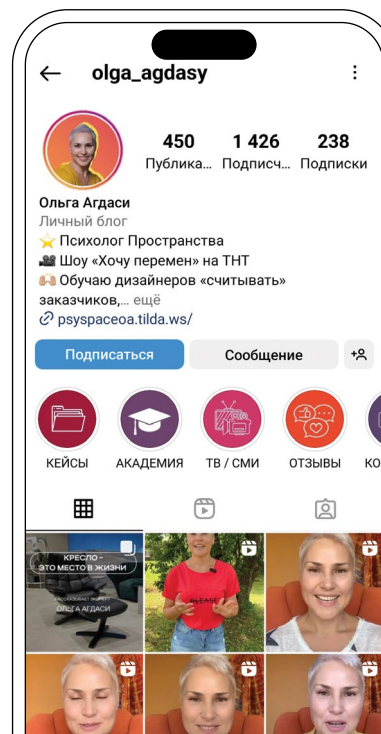 olga_agdasy
450 1 426 238
Публика... Подписч... Подписки
Ольга Агдаси
Личный блог
⭐ Психолог Пространства
🎥 Шоу «Хочу перемен» на ТНТ
🙌🏻 Обучаю дизайнеров «считывать»
заказчиков,... ещё
psyspaceoa.tilda.ws/
Подписаться Сообщение
КЕЙСЫ АКАДЕМИЯ ТВ / СМИ ОТЗЫВЫ КО
КРЕСЛО –
ЭТО МЕСТО В ЖИЗНИ
ОЛЬГА АГДАСИ
PLEASE